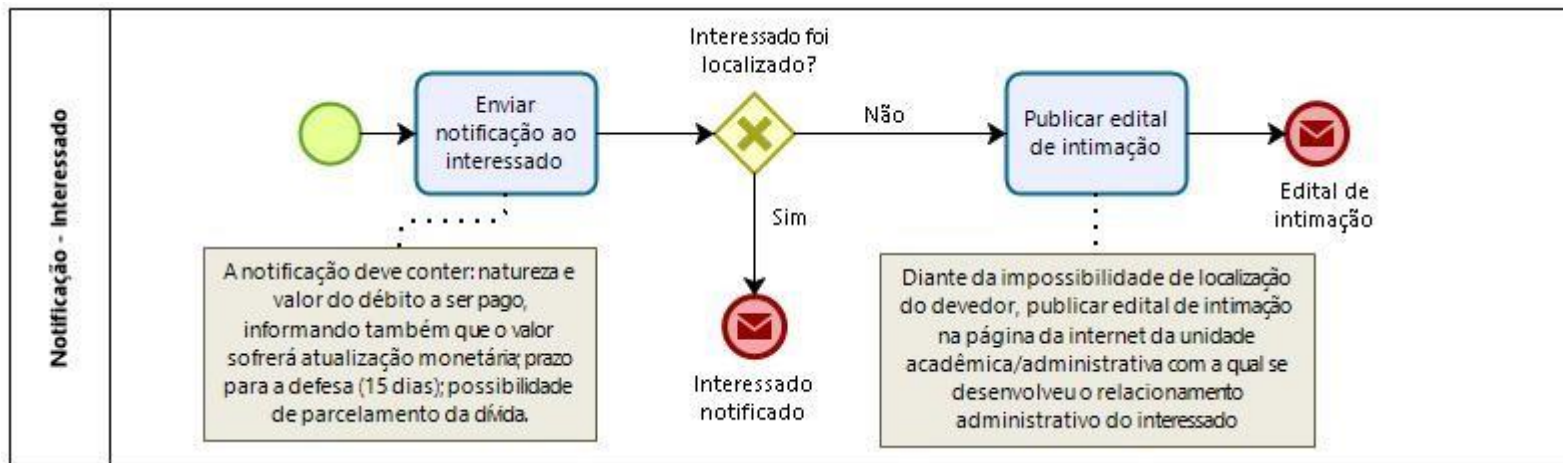 Notificação - Interessado
Enviar
notificação ao
interessado
A notificação deve conter: natureza e
valor do débito a ser pago,
informando também que o valor
sofrerá atualização monetária; prazo
para a defesa (15 dias); possibilidade
de parcelamento da dívida.
Interessado foi
localizado?
Não
Sim
Interessado
notificado
Publicar edital
de intimação
Edital de
intimação
Diante da impossibilidade de localização
do devedor, publicar edital de intimação
na página da internet da unidade
acadêmica/administrativa com a qual se
desenvolveu o relacionamento
administrativo do interessado